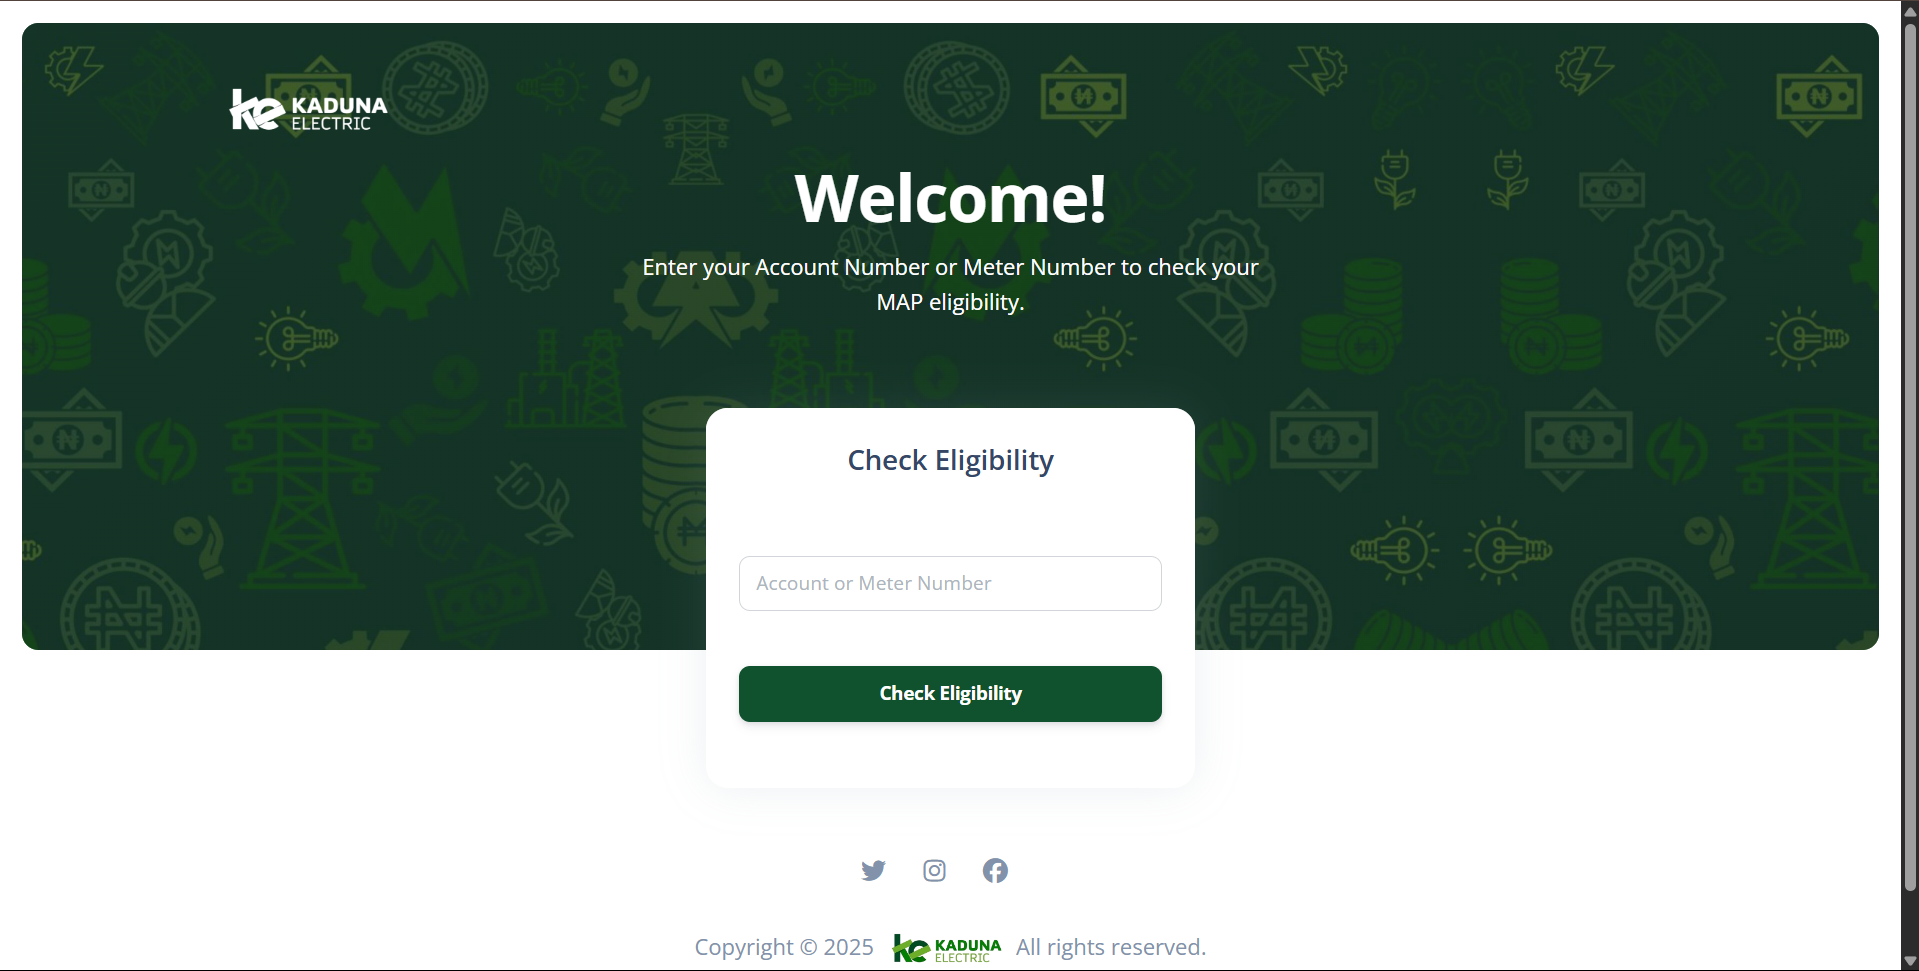 ke KADUNA
ELECTRIC
Welcome!
Enter your Account Number or Meter Number to check your
MAP eligibility.
Check Eligibility
Account or Meter Number
Check Eligibility
Copyright © 2025 ke KADUNA ELECTRIC All rights reserved.